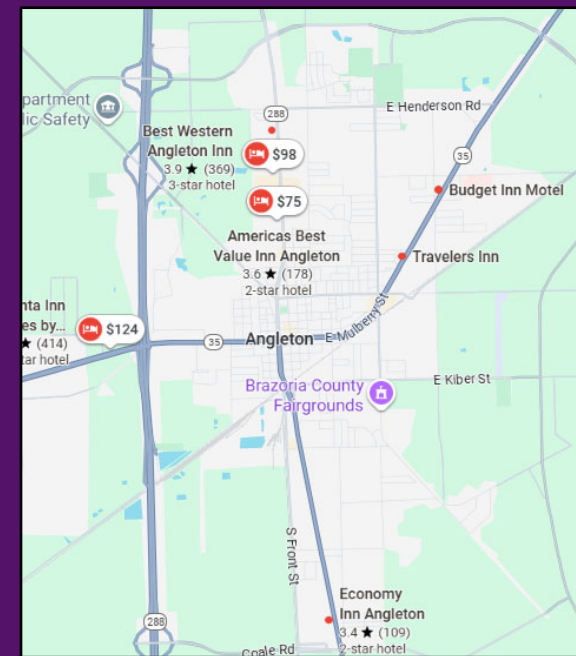 partment
lic Safety
288
E Henderson Rd
Best Western
Angleton Inn
3.9 ★ (369)
3-star hotel
$98
35
$75
Budget Inn Motel
Americas Best
Value Inn Angleton
3.6 ★ (178)
2-star hotel
Travelers Inn
nta Inn
es by...
★ (414)
tar hotel
$124
35
Angleton
E Mulberry St
Brazoria County
Fairgrounds
E Kiber St
S Front St
Economy
Inn Angleton
3.4 ★ (109)
2-star hotel
288
Coale Rd